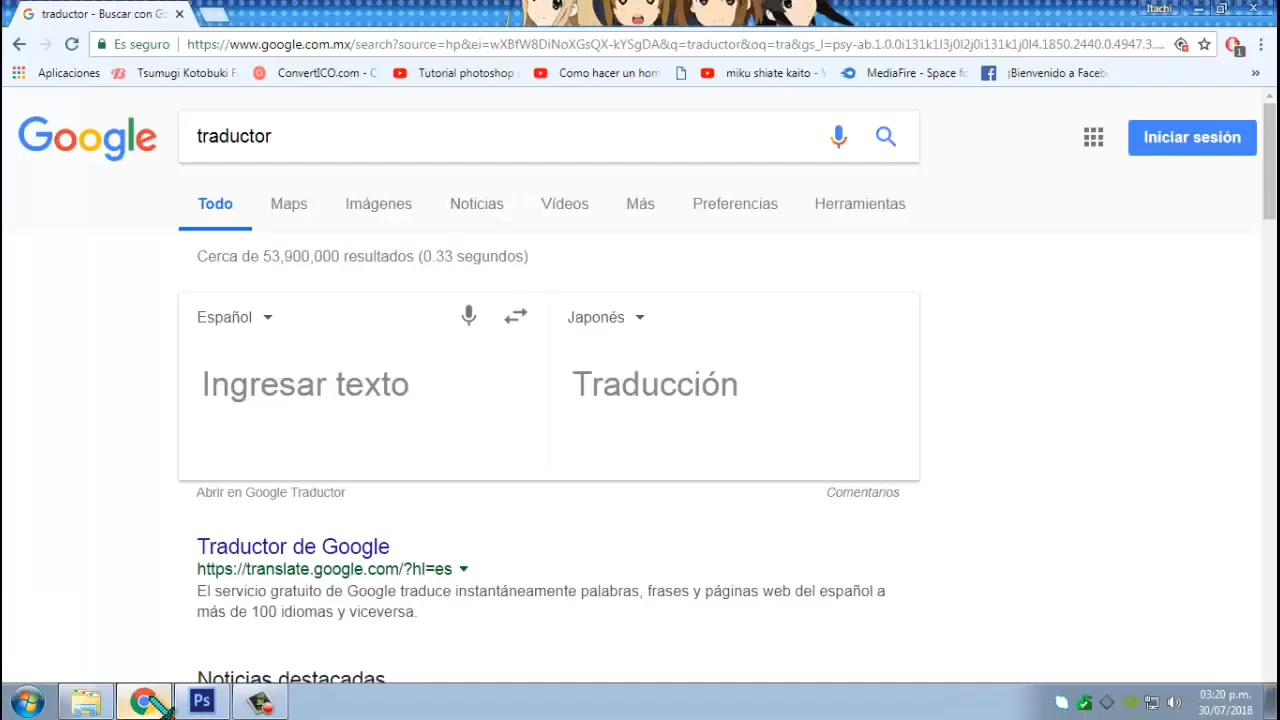 traductor - Buscar con G
Itachi
Es seguro
https://www.google.com.mx/search?source=hp&ei=wXBfW8DiNoXGsQX-kYSgDA&q=traductor&oq=tra&gs_l=psy-ab.1.0.0i131k1l3j0l2j0i131k1j0l4.1850.2440.0.4947.3....
1
Aplicaciones
Tsumugi Kotobuki F
ConvertICO.com - C
Tutorial photoshop
Como hacer un hom
miku shiate kaito -
MediaFire - Space fo
¡Bienvenido a Faceb
»
Google
traductor
Iniciar sesión
Todo
Maps
Imágenes
Noticias
Vídeos
Más
Preferencias
Herramientas
Cerca de 53,900,000 resultados (0.33 segundos)
Español
Japonés
Ingresar texto
Traducción
Abrir en Google Traductor
Comentarios
Traductor de Google
https://translate.google.com/?hl=es
El servicio gratuito de Google traduce instantáneamente palabras, frases y páginas web del español a
más de 100 idiomas y viceversa.
Noticias destacadas
Ps
03:20 p.m.
30/07/2018